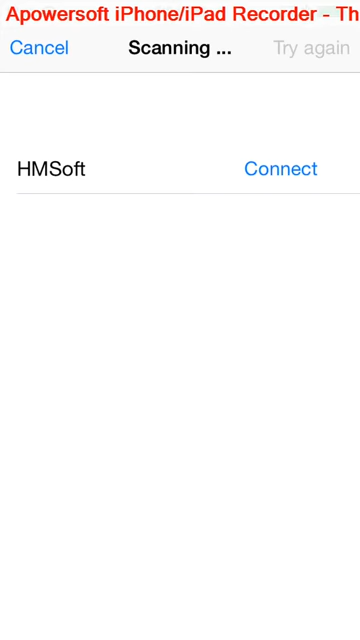 Apowersoft iPhone/iPad Recorder - Th
Cancel Scanning ... Try again
HMSoft Connect